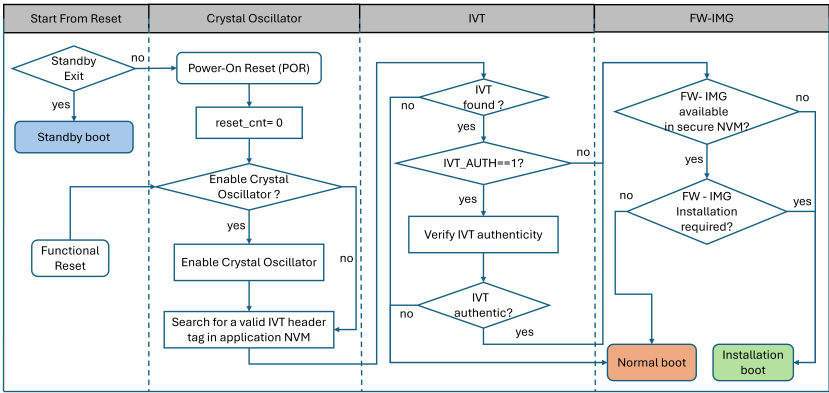 Start From Reset
Crystal Oscillator
IVT
FW-IMG
Standby
Exit
no
yes
Standby boot
Functional
Reset
Power-On Reset (POR)
reset_cnt= 0
Enable Crystal
Oscillator ?
yes
no
Enable Crystal Oscillator
Search for a valid IVT header
tag in application NVM
IVT
found ?
no
yes
IVT_AUTH==1?
no
yes
Verify IVT authenticity
IVT
authentic?
no
yes
FW- IMG
available
in secure NVM?
no
yes
FW - IMG
Installation
required?
no
yes
Normal boot
Installation
boot